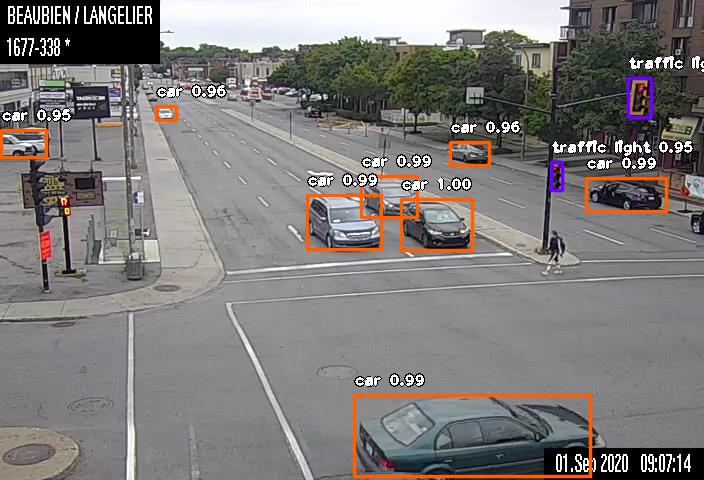 BEAUBIEN / LANGELIER
1677-338 *
car 0.96
traffic lig
car 0.95
car 0.96
traffic light 0.95
car 0.99
car 0.99
car 0.99
car 1.00
car 0.99
01.Sep 2020 09:07:14